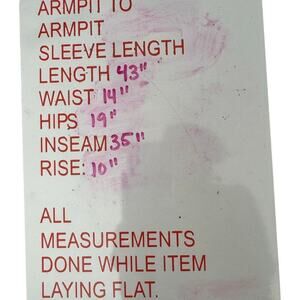 ARMPIT TO
ARMPIT
SLEEVE LENGTH
LENGTH 43"
WAIST 14"
HIPS 19"
INSEAM 35"
RISE: 10"
ALL
MEASUREMENTS
DONE WHILE ITEM
LAYING FLAT.